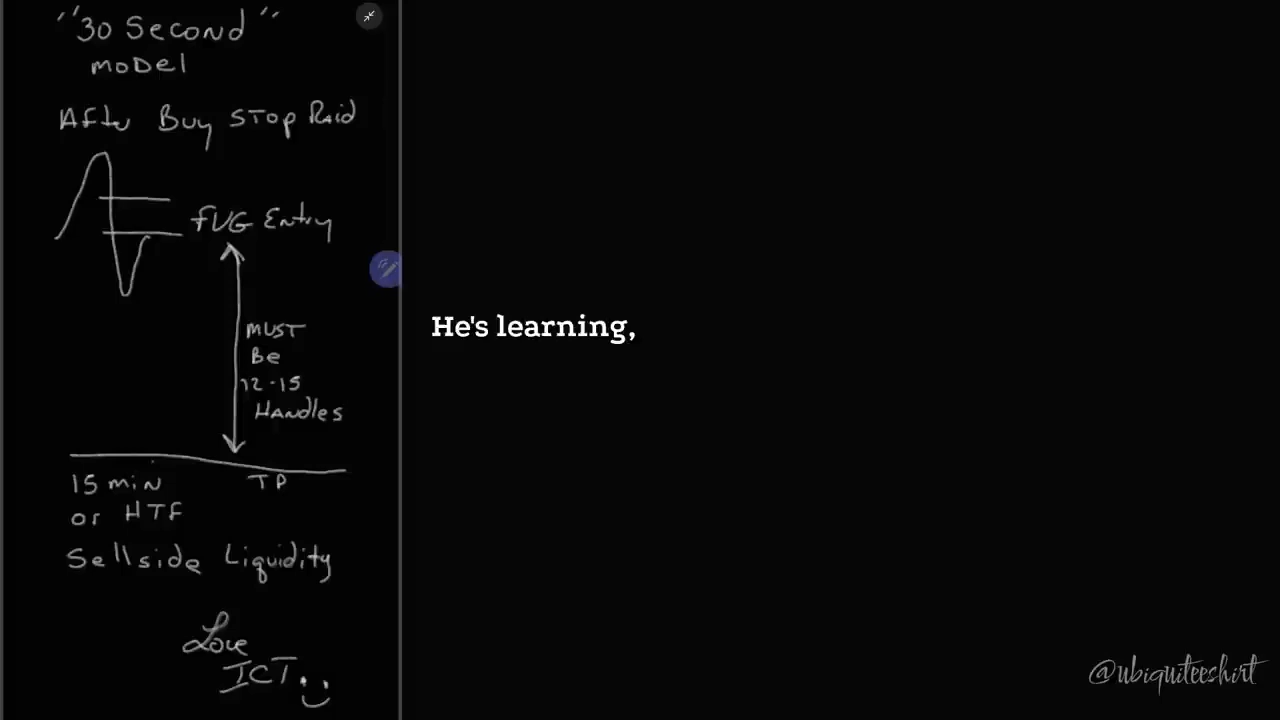 "30 Second"
model
After Buy Stop Raid
FVG Entry
MUST
Be
12-15
HANdles
15 min
or HTF
TP
Sellside Liquidity
Love
ICT
He's learning,
@ubiquiteeshirt